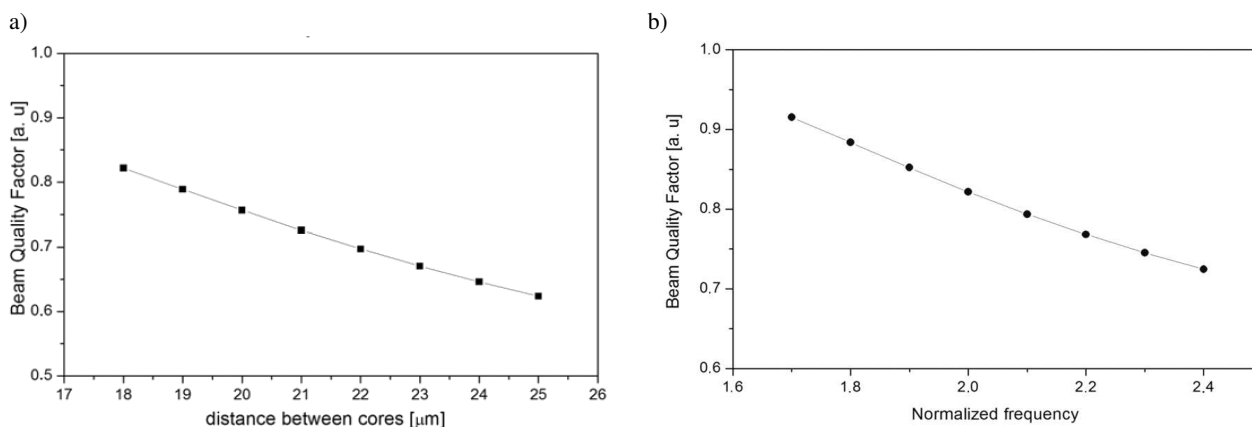 a)
b)
1.0
0.9
0.8
0.7
0.6
0.5
17 18 19 20 21 22 23 24 25 26
Beam Quality Factor [a. u]
distance between cores [μm]
1.0
0.9
0.8
0.7
0.6
1.6 1.8 2.0 2.2 2.4
Beam Quality Factor [a. u]
Normalized frequency